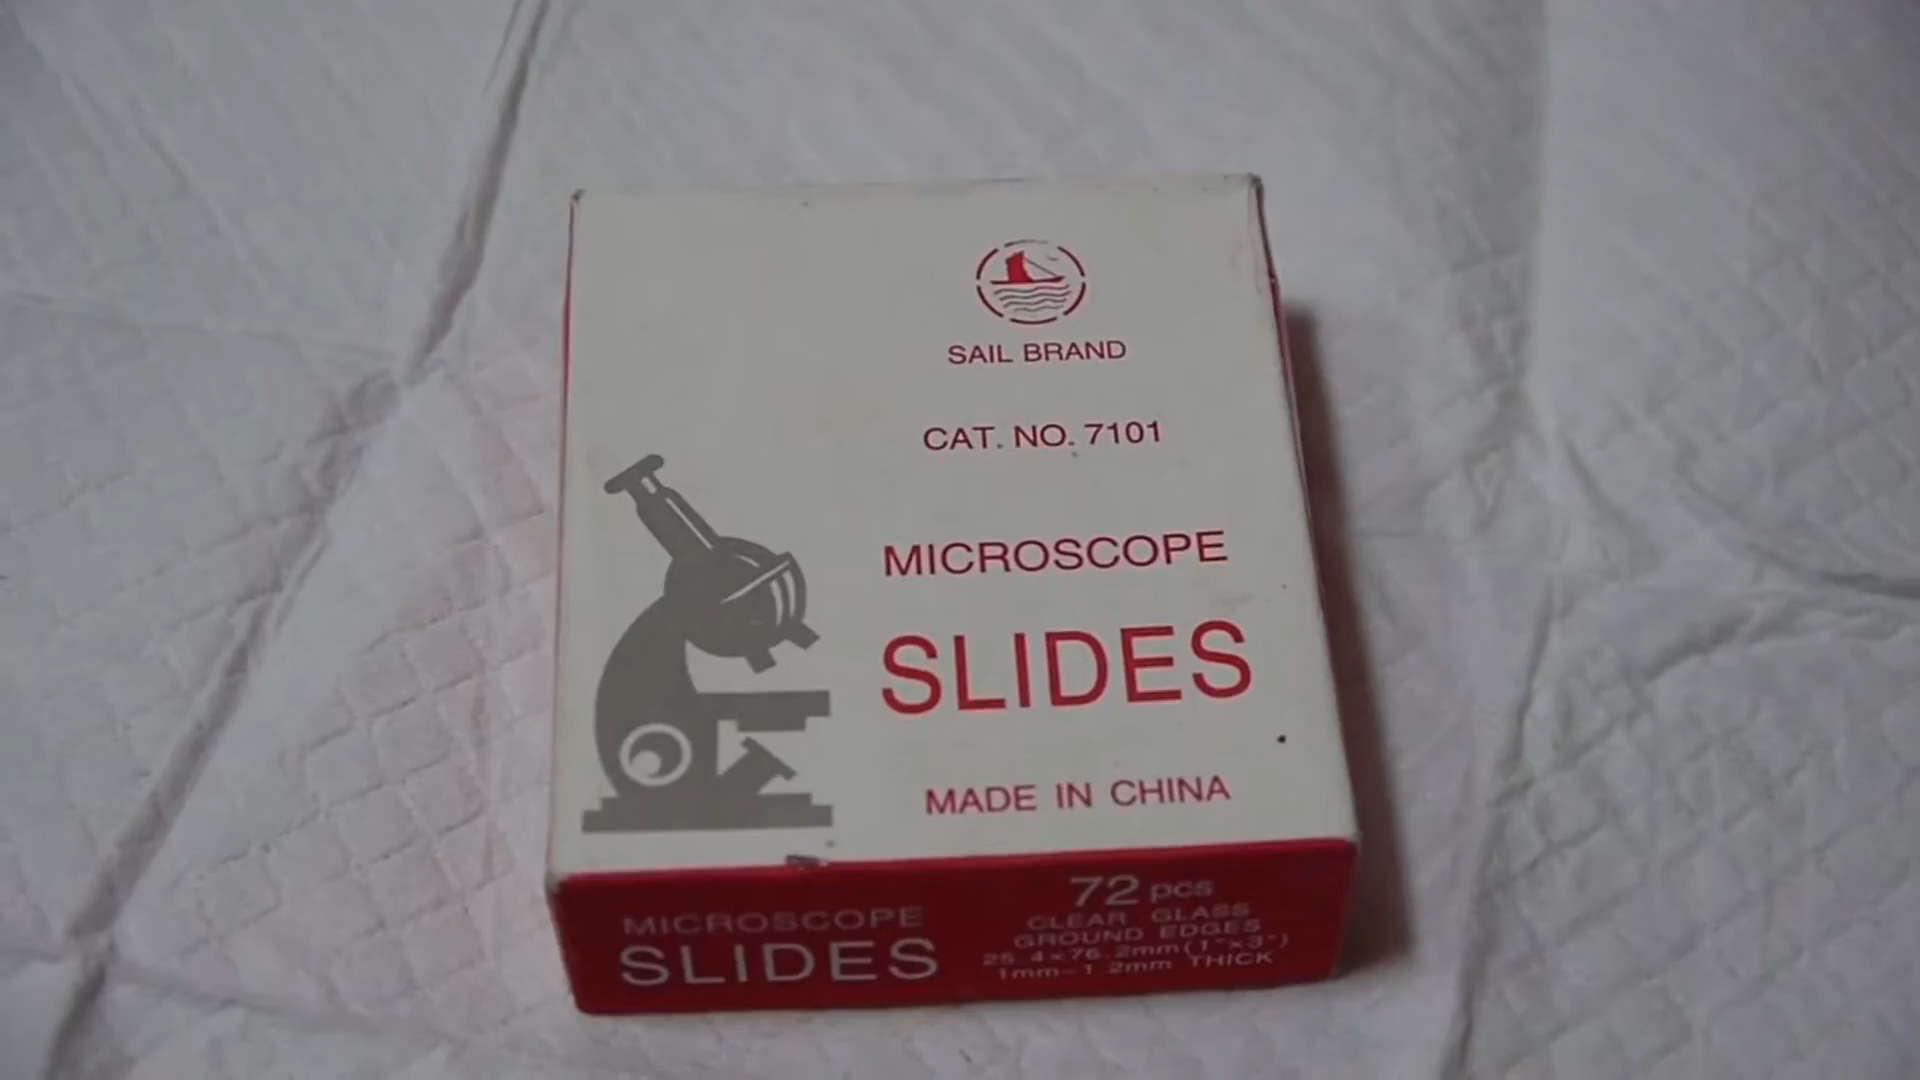 SAIL BRAND
CAT. NO. 7101
MICROSCOPE
SLIDES
MADE IN CHINA
MICROSCOPE
SLIDES
72 pcs
CLEAR GLASS
GROUND EDGES
25.4×76.2mm(1"×3")
1mm-1.2mm THICK